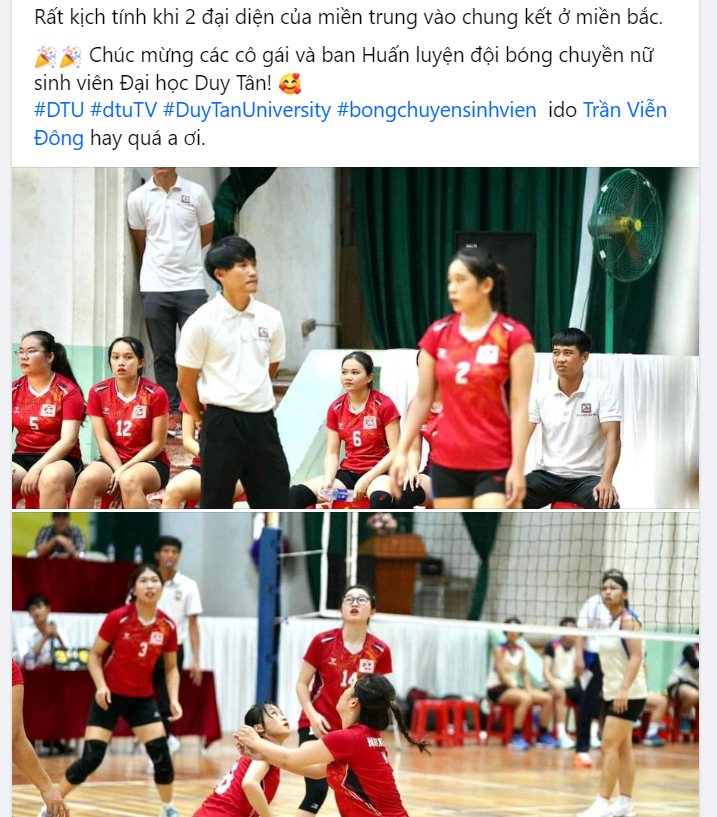 Rất kịch tính khi 2 đại diện của miền trung vào chung kết ở miền bắc.
🎉🎉 Chúc mừng các cô gái và ban Huấn luyện đội bóng chuyền nữ
sinh viên Đại học Duy Tân! 🥰
#DTU #dtuTV #DuyTanUniversity #bongchuyensinhvien ido Trần Viễn
Đông hay quá a ơi.
5
12
6
2
3
14